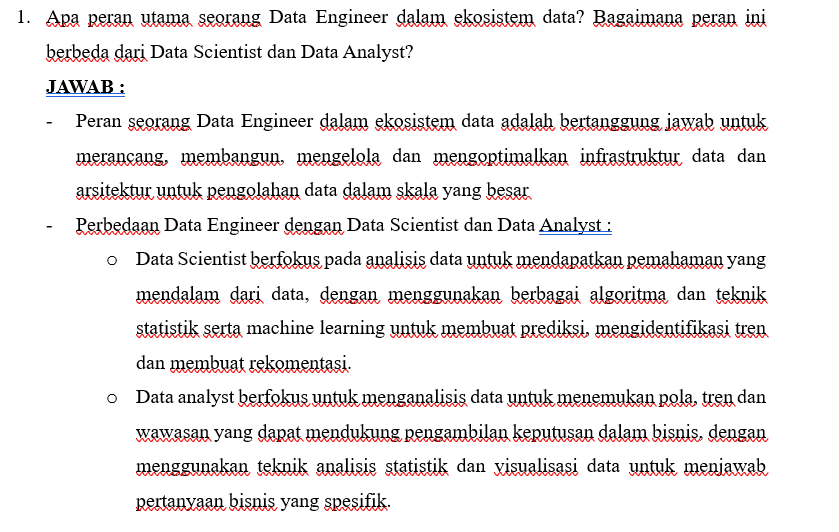 1. Apa peran utama seorang Data Engineer dalam ekosistem data? Bagaimana peran ini
berbeda dari Data Scientist dan Data Analyst?
JAWAB :
- Peran seorang Data Engineer dalam ekosistem data adalah bertanggung jawab untuk
merancang, membangun, mengelola dan mengoptimalkan infrastruktur data dan
arsitektur untuk pengolahan data dalam skala yang besar
- Perbedaan Data Engineer dengan Data Scientist dan Data Analyst :
o Data Scientist berfokus pada analisis data untuk mendapatkan pemahaman yang
mendalam dari data, dengan menggunakan berbagai algoritma dan teknik
statistik serta machine learning untuk membuat prediksi, mengidentifikasi tren
dan membuat rekomentasi.
o Data analyst berfokus untuk menganalisis data untuk menemukan pola, tren dan
wawasan yang dapat mendukung pengambilan keputusan dalam bisnis, dengan
menggunakan teknik analisis statistik dan visualisasi data untuk menjawab
pertanyaan bisnis yang spesifik.